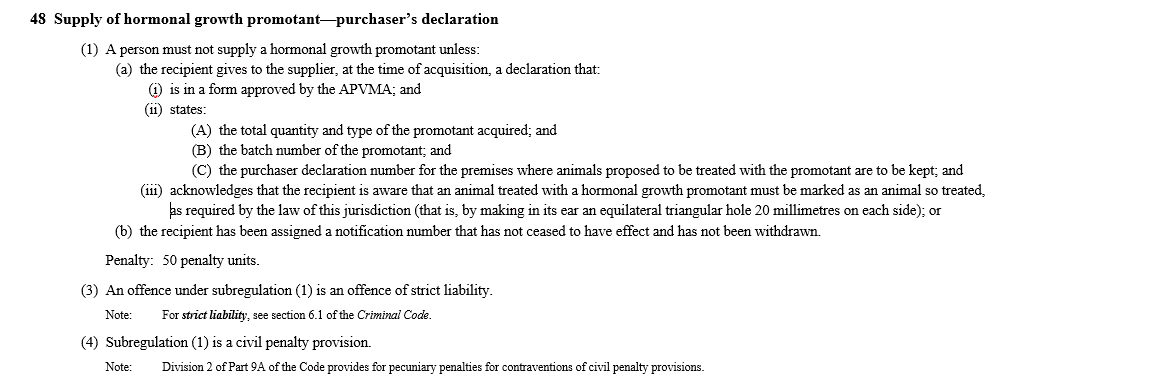 48 Supply of hormonal growth promotant—purchaser's declaration
(1) A person must not supply a hormonal growth promotant unless:
(a) the recipient gives to the supplier, at the time of acquisition, a declaration that:
(i) is in a form approved by the APVMA; and
(ii) states:
(A) the total quantity and type of the promotant acquired; and
(B) the batch number of the promotant; and
(C) the purchaser declaration number for the premises where animals proposed to be treated with the promotant are to be kept; and
(iii) acknowledges that the recipient is aware that an animal treated with a hormonal growth promotant must be marked as an animal so treated,
as required by the law of this jurisdiction (that is, by making in its ear an equilateral triangular hole 20 millimetres on each side); or
(b) the recipient has been assigned a notification number that has not ceased to have effect and has not been withdrawn.
Penalty: 50 penalty units.
(3) An offence under subregulation (1) is an offence of strict liability.
Note: For strict liability, see section 6.1 of the Criminal Code.
(4) Subregulation (1) is a civil penalty provision.
Note: Division 2 of Part 9A of the Code provides for pecuniary penalties for contraventions of civil penalty provisions.